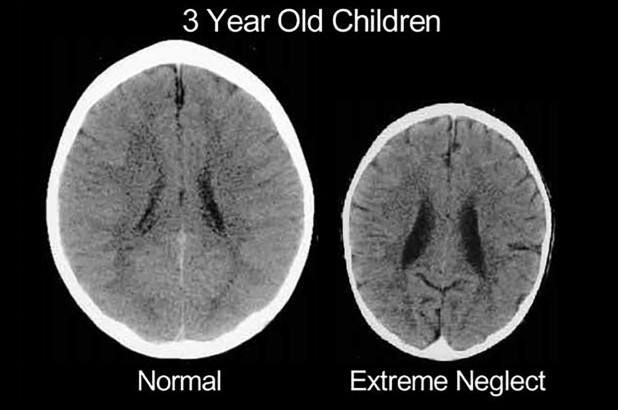 3 Year Old Children
Normal
Extreme Neglect